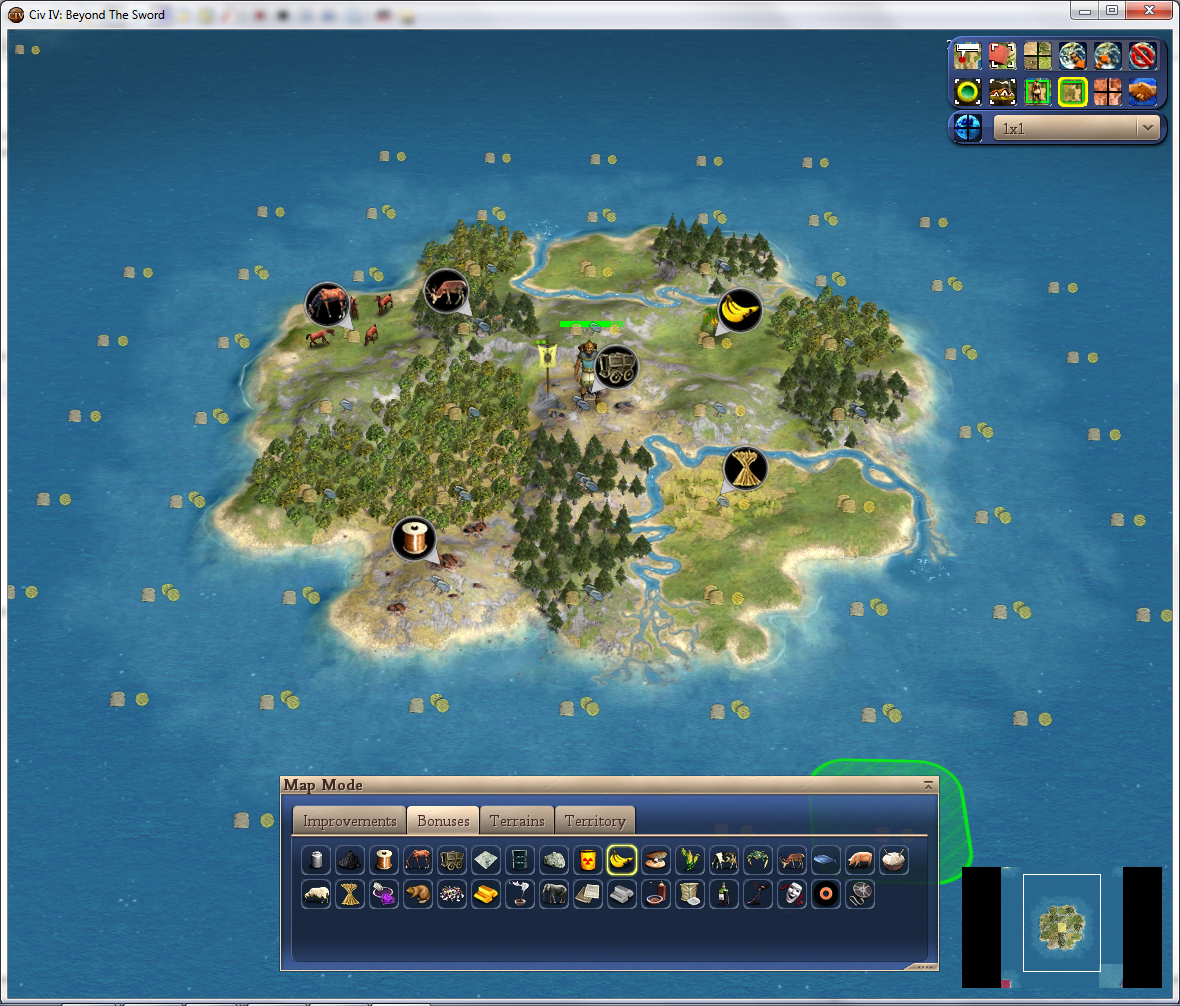 Civ IV: Beyond The Sword
1x1
Map Mode
Improvements
Bonuses
Terrains
Territory